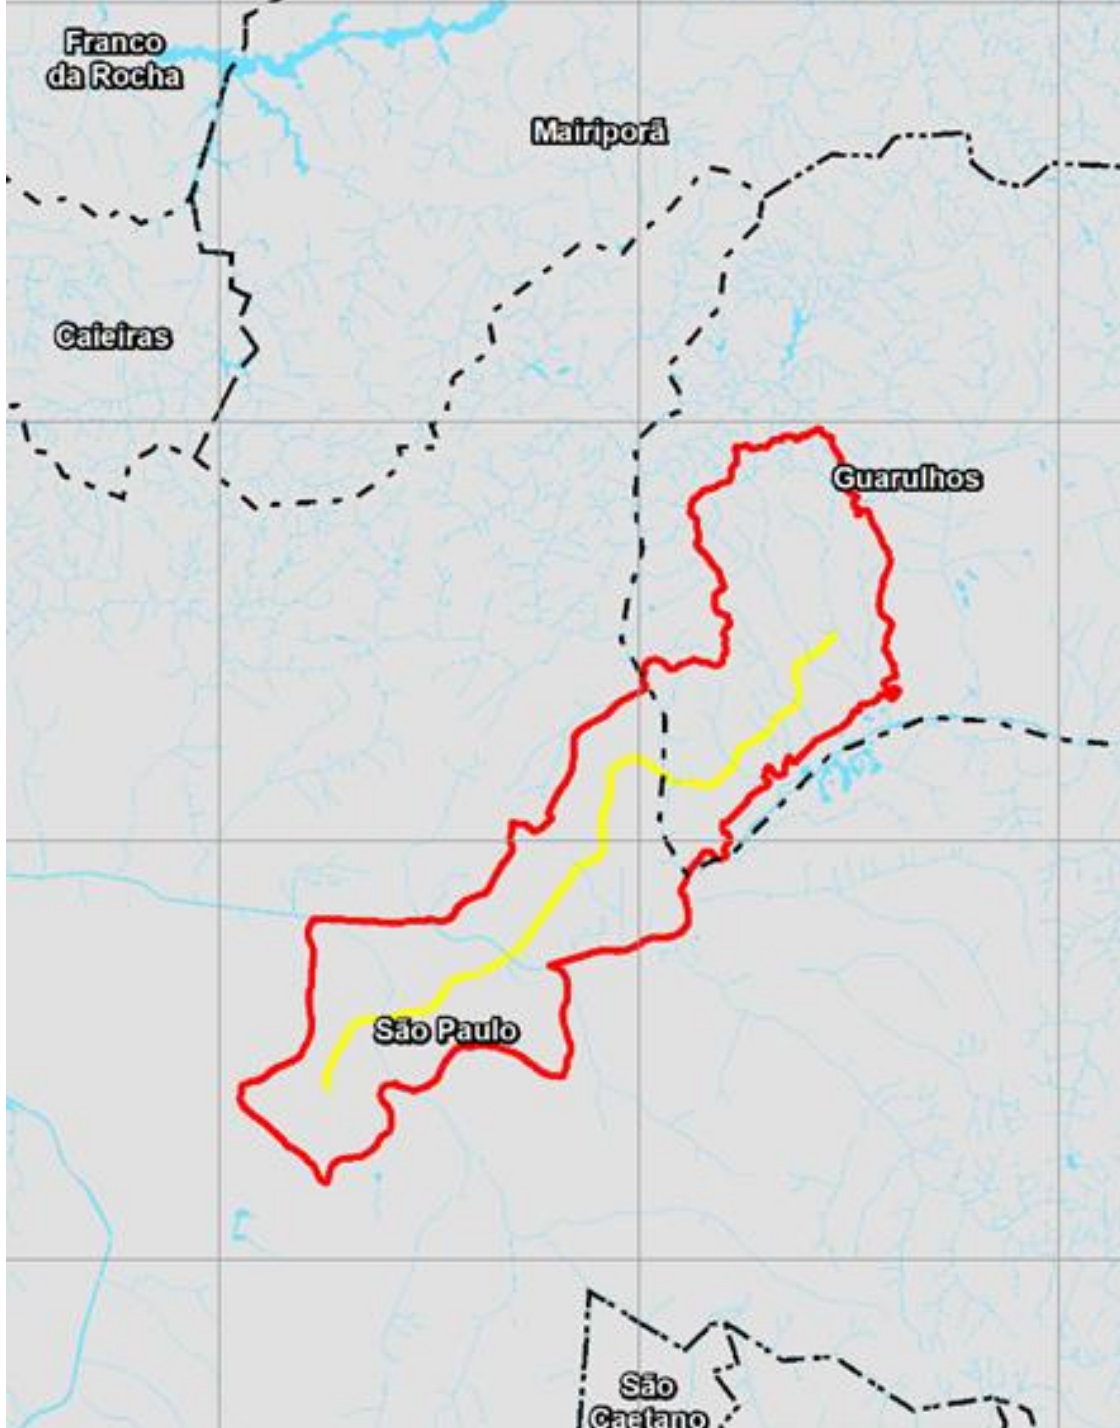 Franco
da Rocha
Mairiporã
Caieiras
Guarulhos
São Paulo
São
Caetano